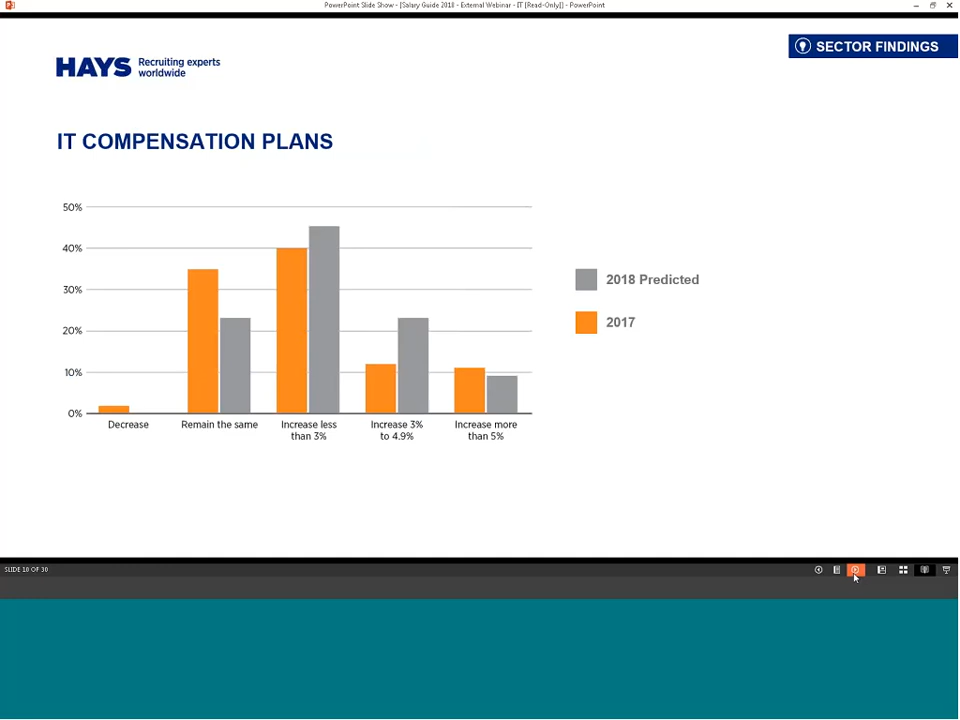 PowerPoint Slide Show - [Salary Guide 2018 - External Webinar - IT [Read-Only]] - PowerPoint
SECTOR FINDINGS
HAYS Recruiting experts
worldwide
IT COMPENSATION PLANS
50%
40%
30%
20%
10%
0%
Decrease
Remain the same
Increase less
than 3%
Increase 3%
to 4.9%
Increase more
than 5%
2018 Predicted
2017
SLIDE 10 OF 30